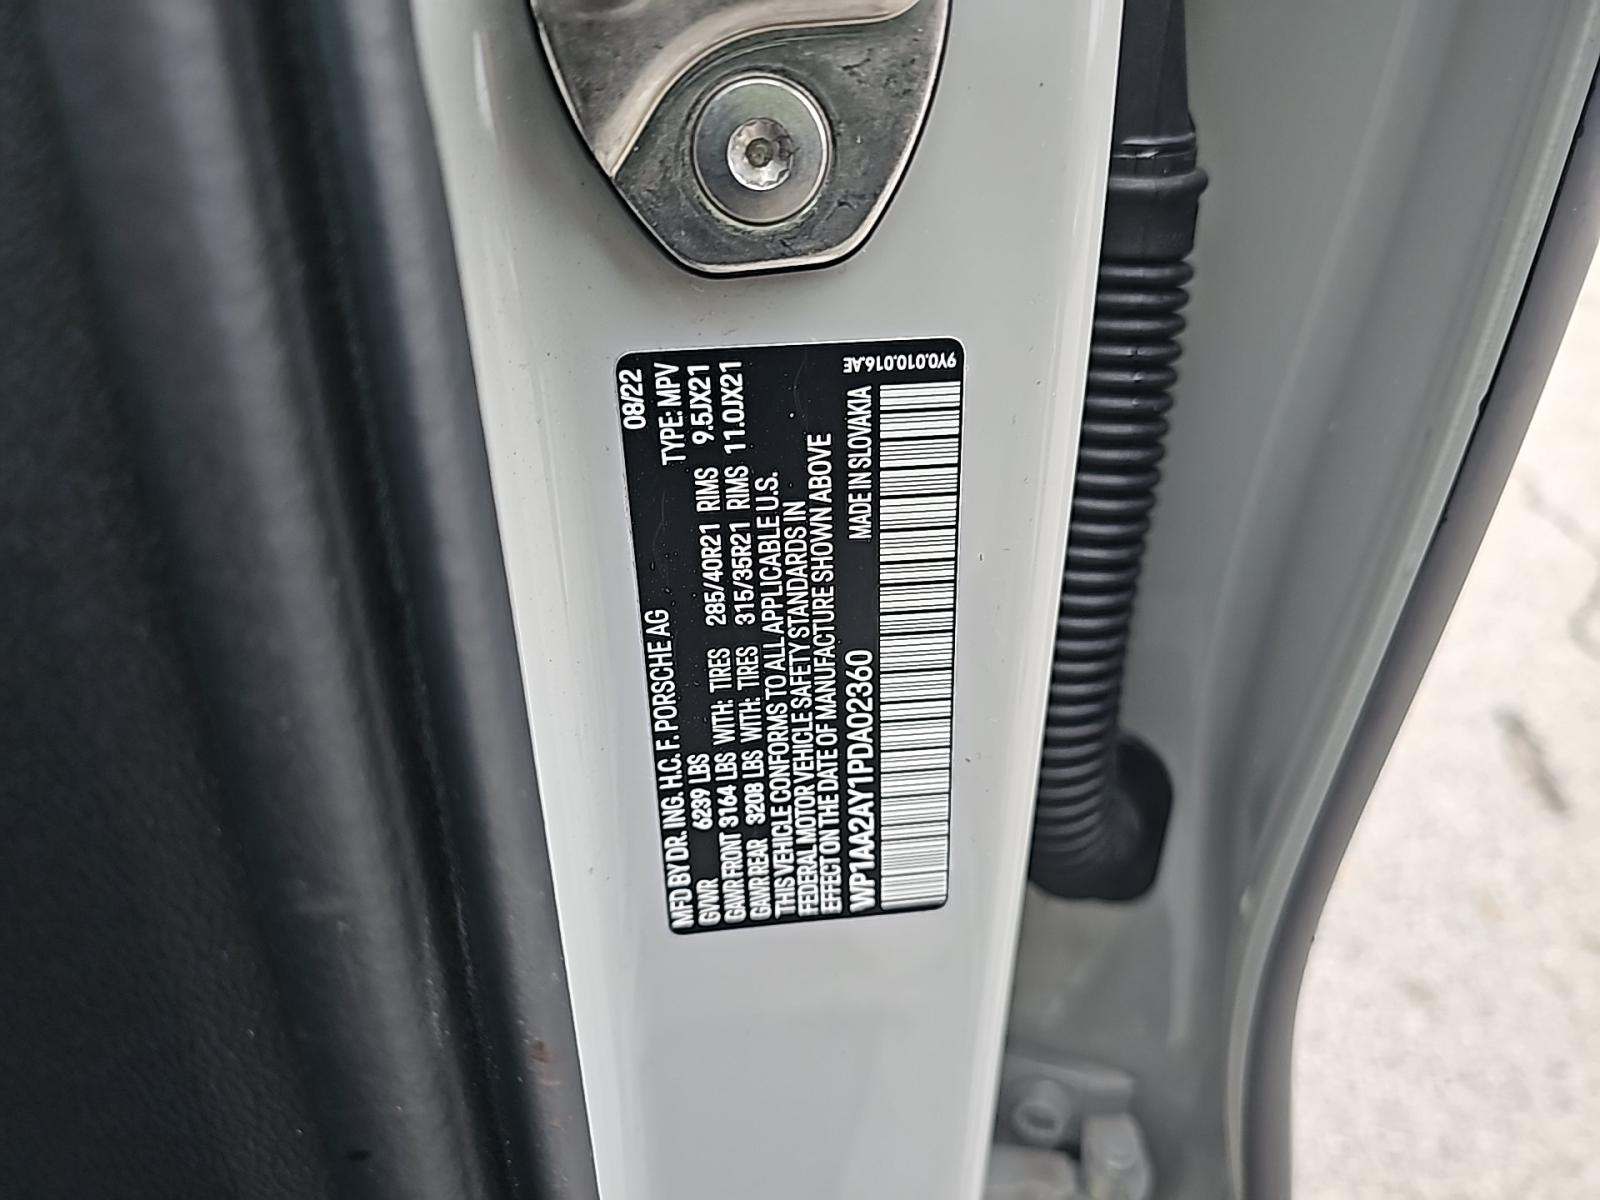 08/22
MFD BY DR. ING. H.C. F. PORSCHE AG TYPE: MPV
GVWR 6239 LBS
GAWR FRONT 3164 LBS WITH: TIRES 285/40R21 RIMS 9.5JX21
GAWR REAR 3208 LBS WITH: TIRES 315/35R21 RIMS 11.0JX21
THIS VEHICLE CONFORMS TO ALL APPLICABLE U.S.
FEDERAL MOTOR VEHICLE SAFETY STANDARDS IN
EFFECT ON THE DATE OF MANUFACTURE SHOWN ABOVE
WP1AA2AY1PDA02360 MADE IN SLOVAKIA
9Y0.010.016.AE